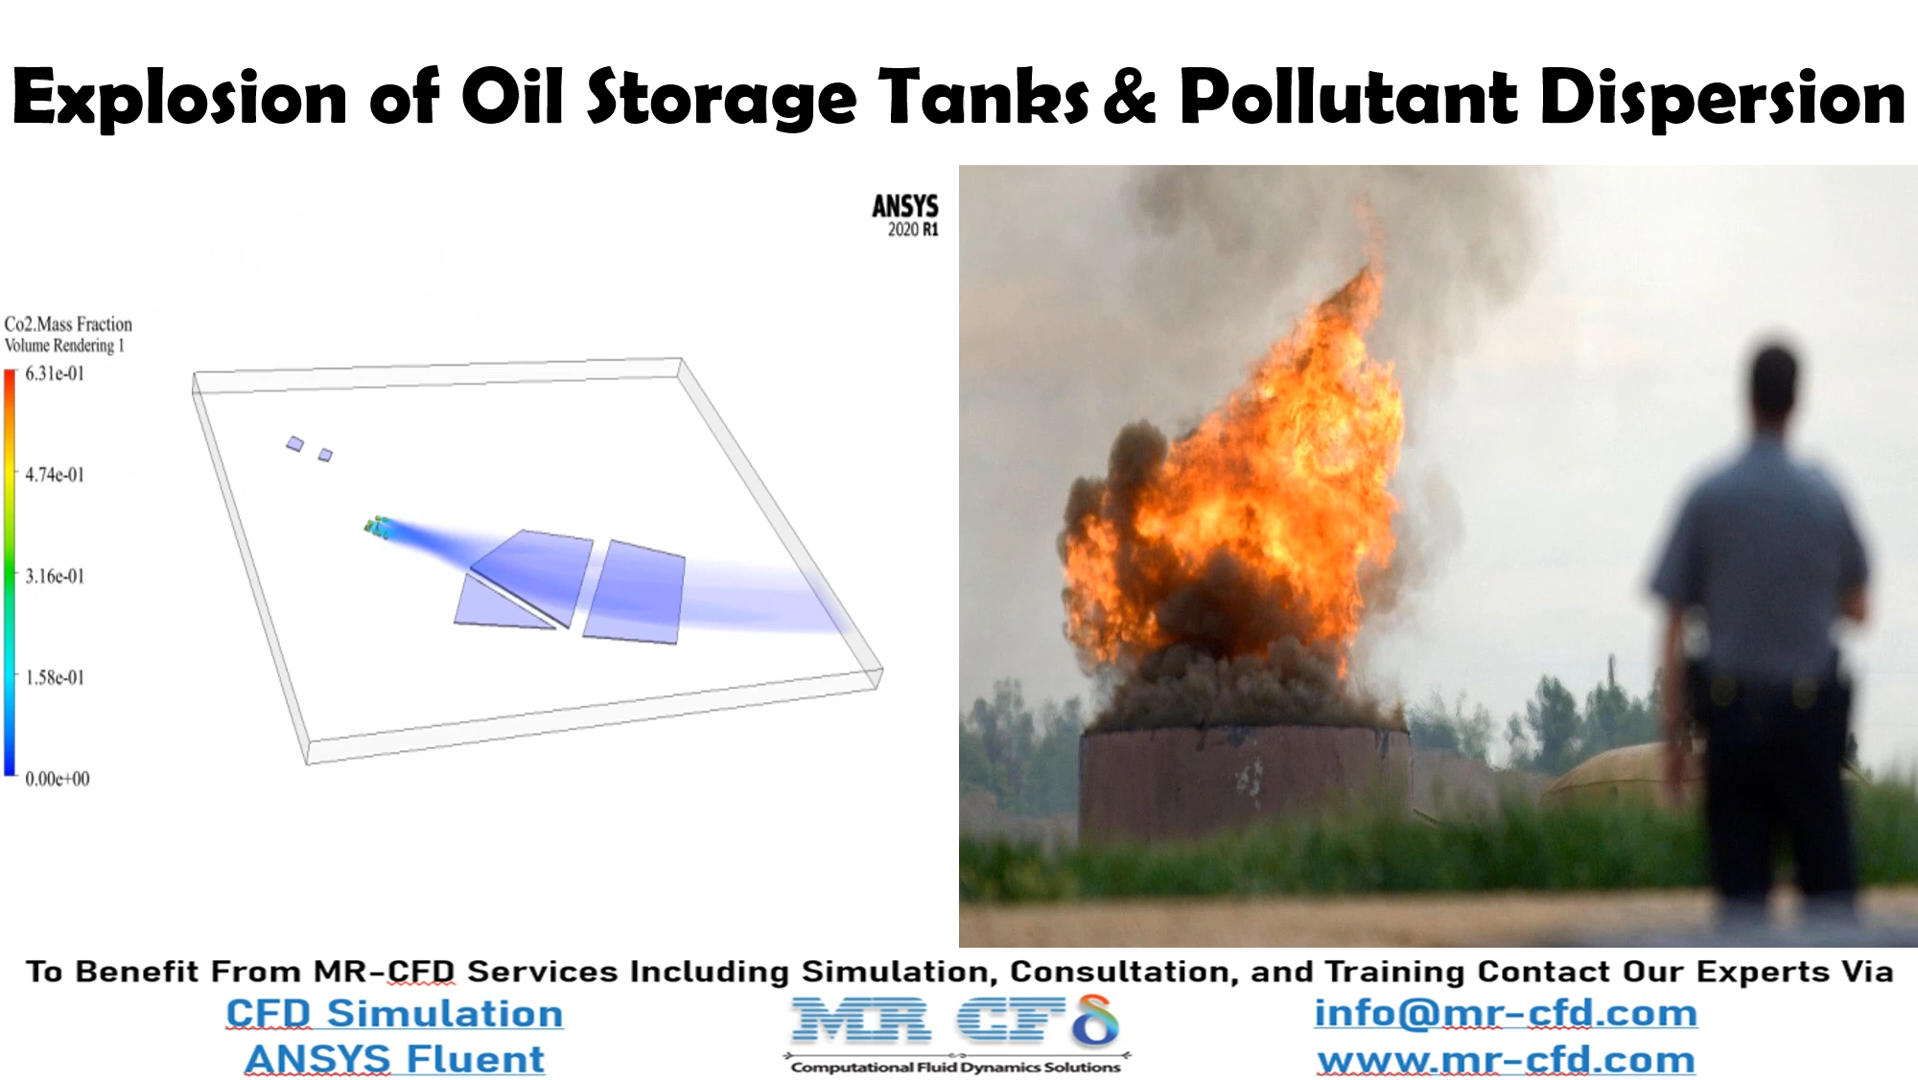 Explosion of Oil Storage Tanks & Pollutant Dispersion
ANSYS
2020 R1
Co2.Mass Fraction
Volume Rendering 1
6.31e-01
4.74e-01
3.16e-01
1.58e-01
0.00e+00
To Benefit From MR-CFD Services Including Simulation, Consultation, and Training Contact Our Experts Via
CFD Simulation
ANSYS Fluent
MR CFD
Computational Fluid Dynamics Solutions
info@mr-cfd.com
www.mr-cfd.com